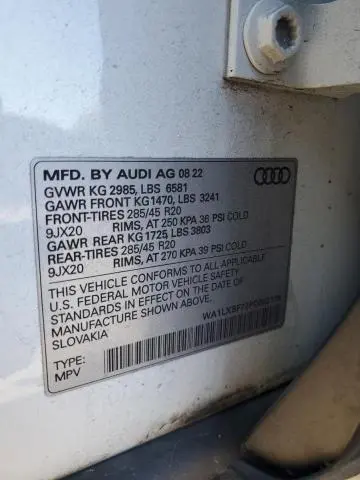 MFD. BY AUDI AG 08 22
GVWR KG 2985, LBS 6581
GAWR FRONT KG1470, LBS 3241
FRONT-TIRES 285/45 R20
9JX20 RIMS, AT 250 KPA 36 PSI COLD
GAWR REAR KG 1725 LBS 3803
REAR-TIRES 285/45 R20
9JX20 RIMS, AT 270 KPA 39 PSI COLD
THIS VEHICLE CONFORMS TO ALL APPLICABLE
U.S. FEDERAL MOTOR VEHICLE SAFETY
STANDARDS IN EFFECT ON THE DATE OF
MANUFACTURE SHOWN ABOVE.
SLOVAKIA
TYPE:
MPV